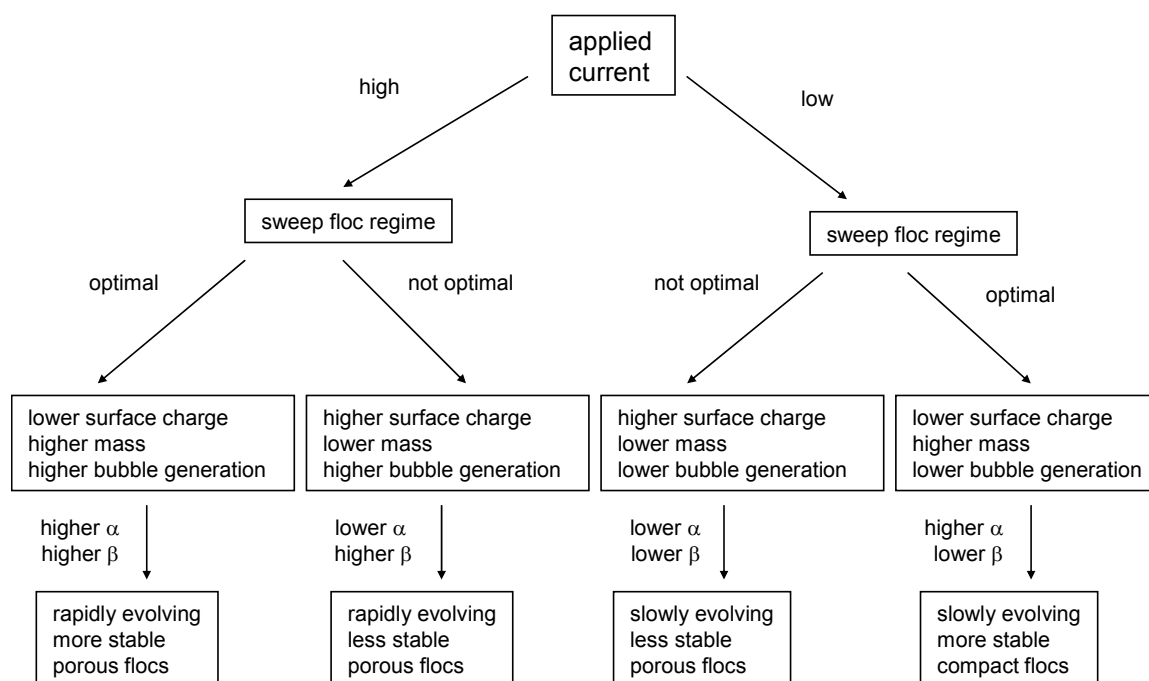 applied
current
high
low
sweep floc regime
sweep floc regime
optimal
not optimal
not optimal
optimal
lower surface charge
higher mass
higher bubble generation
higher surface charge
lower mass
higher bubble generation
higher surface charge
lower mass
lower bubble generation
lower surface charge
higher mass
lower bubble generation
higher α
higher β
lower α
higher β
lower α
lower β
higher α
lower β
rapidly evolving
more stable
porous flocs
rapidly evolving
less stable
porous flocs
slowly evolving
less stable
porous flocs
slowly evolving
more stable
compact flocs